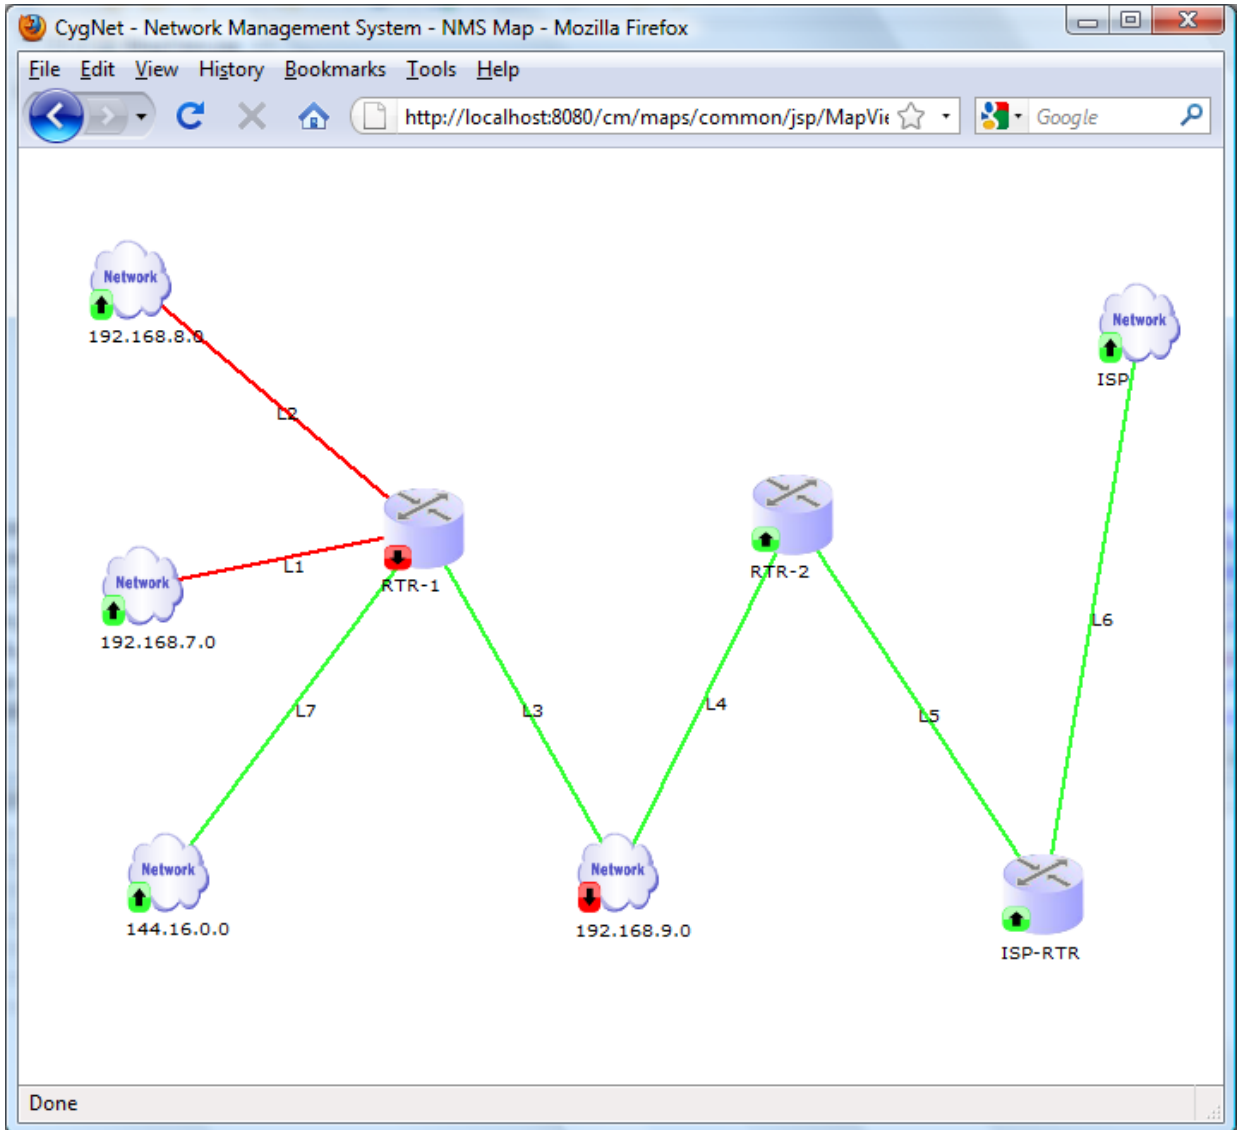 CygNet - Network Management System - NMS Map - Mozilla Firefox
File Edit View History Bookmarks Tools Help
http://localhost:8080/cm/maps/common/jsp/MapVie
Google
Network
192.168.8.0
Network
ISP
L2
RTR-1
RTR-2
L1
Network
192.168.7.0
L6
L7
L3
L4
L5
Network
144.16.0.0
Network
192.168.9.0
ISP-RTR
Done